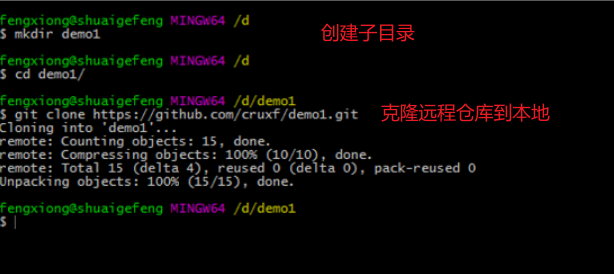 fengxiong@shuaigefeng MINGW64 /d
$ mkdir demo1
创建子目录
fengxiong@shuaigefeng MINGW64 /d
$ cd demo1/
fengxiong@shuaigefeng MINGW64 /d/demo1
$ git clone https://github.com/cruxf/demo1.git
克隆远程仓库到本地
Cloning into 'demo1'...
remote: Counting objects: 15, done.
remote: Compressing objects: 100% (10/10), done.
remote: Total 15 (delta 4), reused 0 (delta 0), pack-reused 0
Unpacking objects: 100% (15/15), done.
fengxiong@shuaigefeng MINGW64 /d/demo1
$